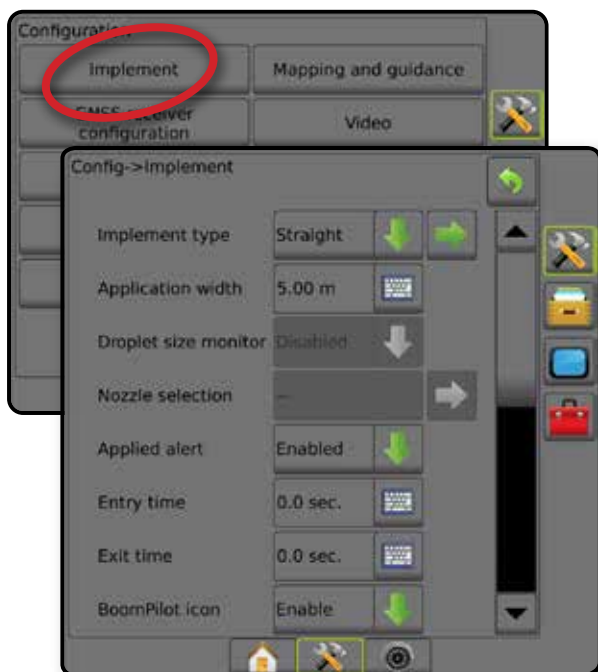 Configuration
Implement
Mapping and guidance
GNSS receiver
configuration
Video
Config->Implement
Implement type
Straight
Application width
5.00 m
Droplet size monitor
Disabled
Nozzle selection
---
Applied alert
Enabled
Entry time
0.0 sec.
Exit time
0.0 sec.
BoomPilot icon
Enable